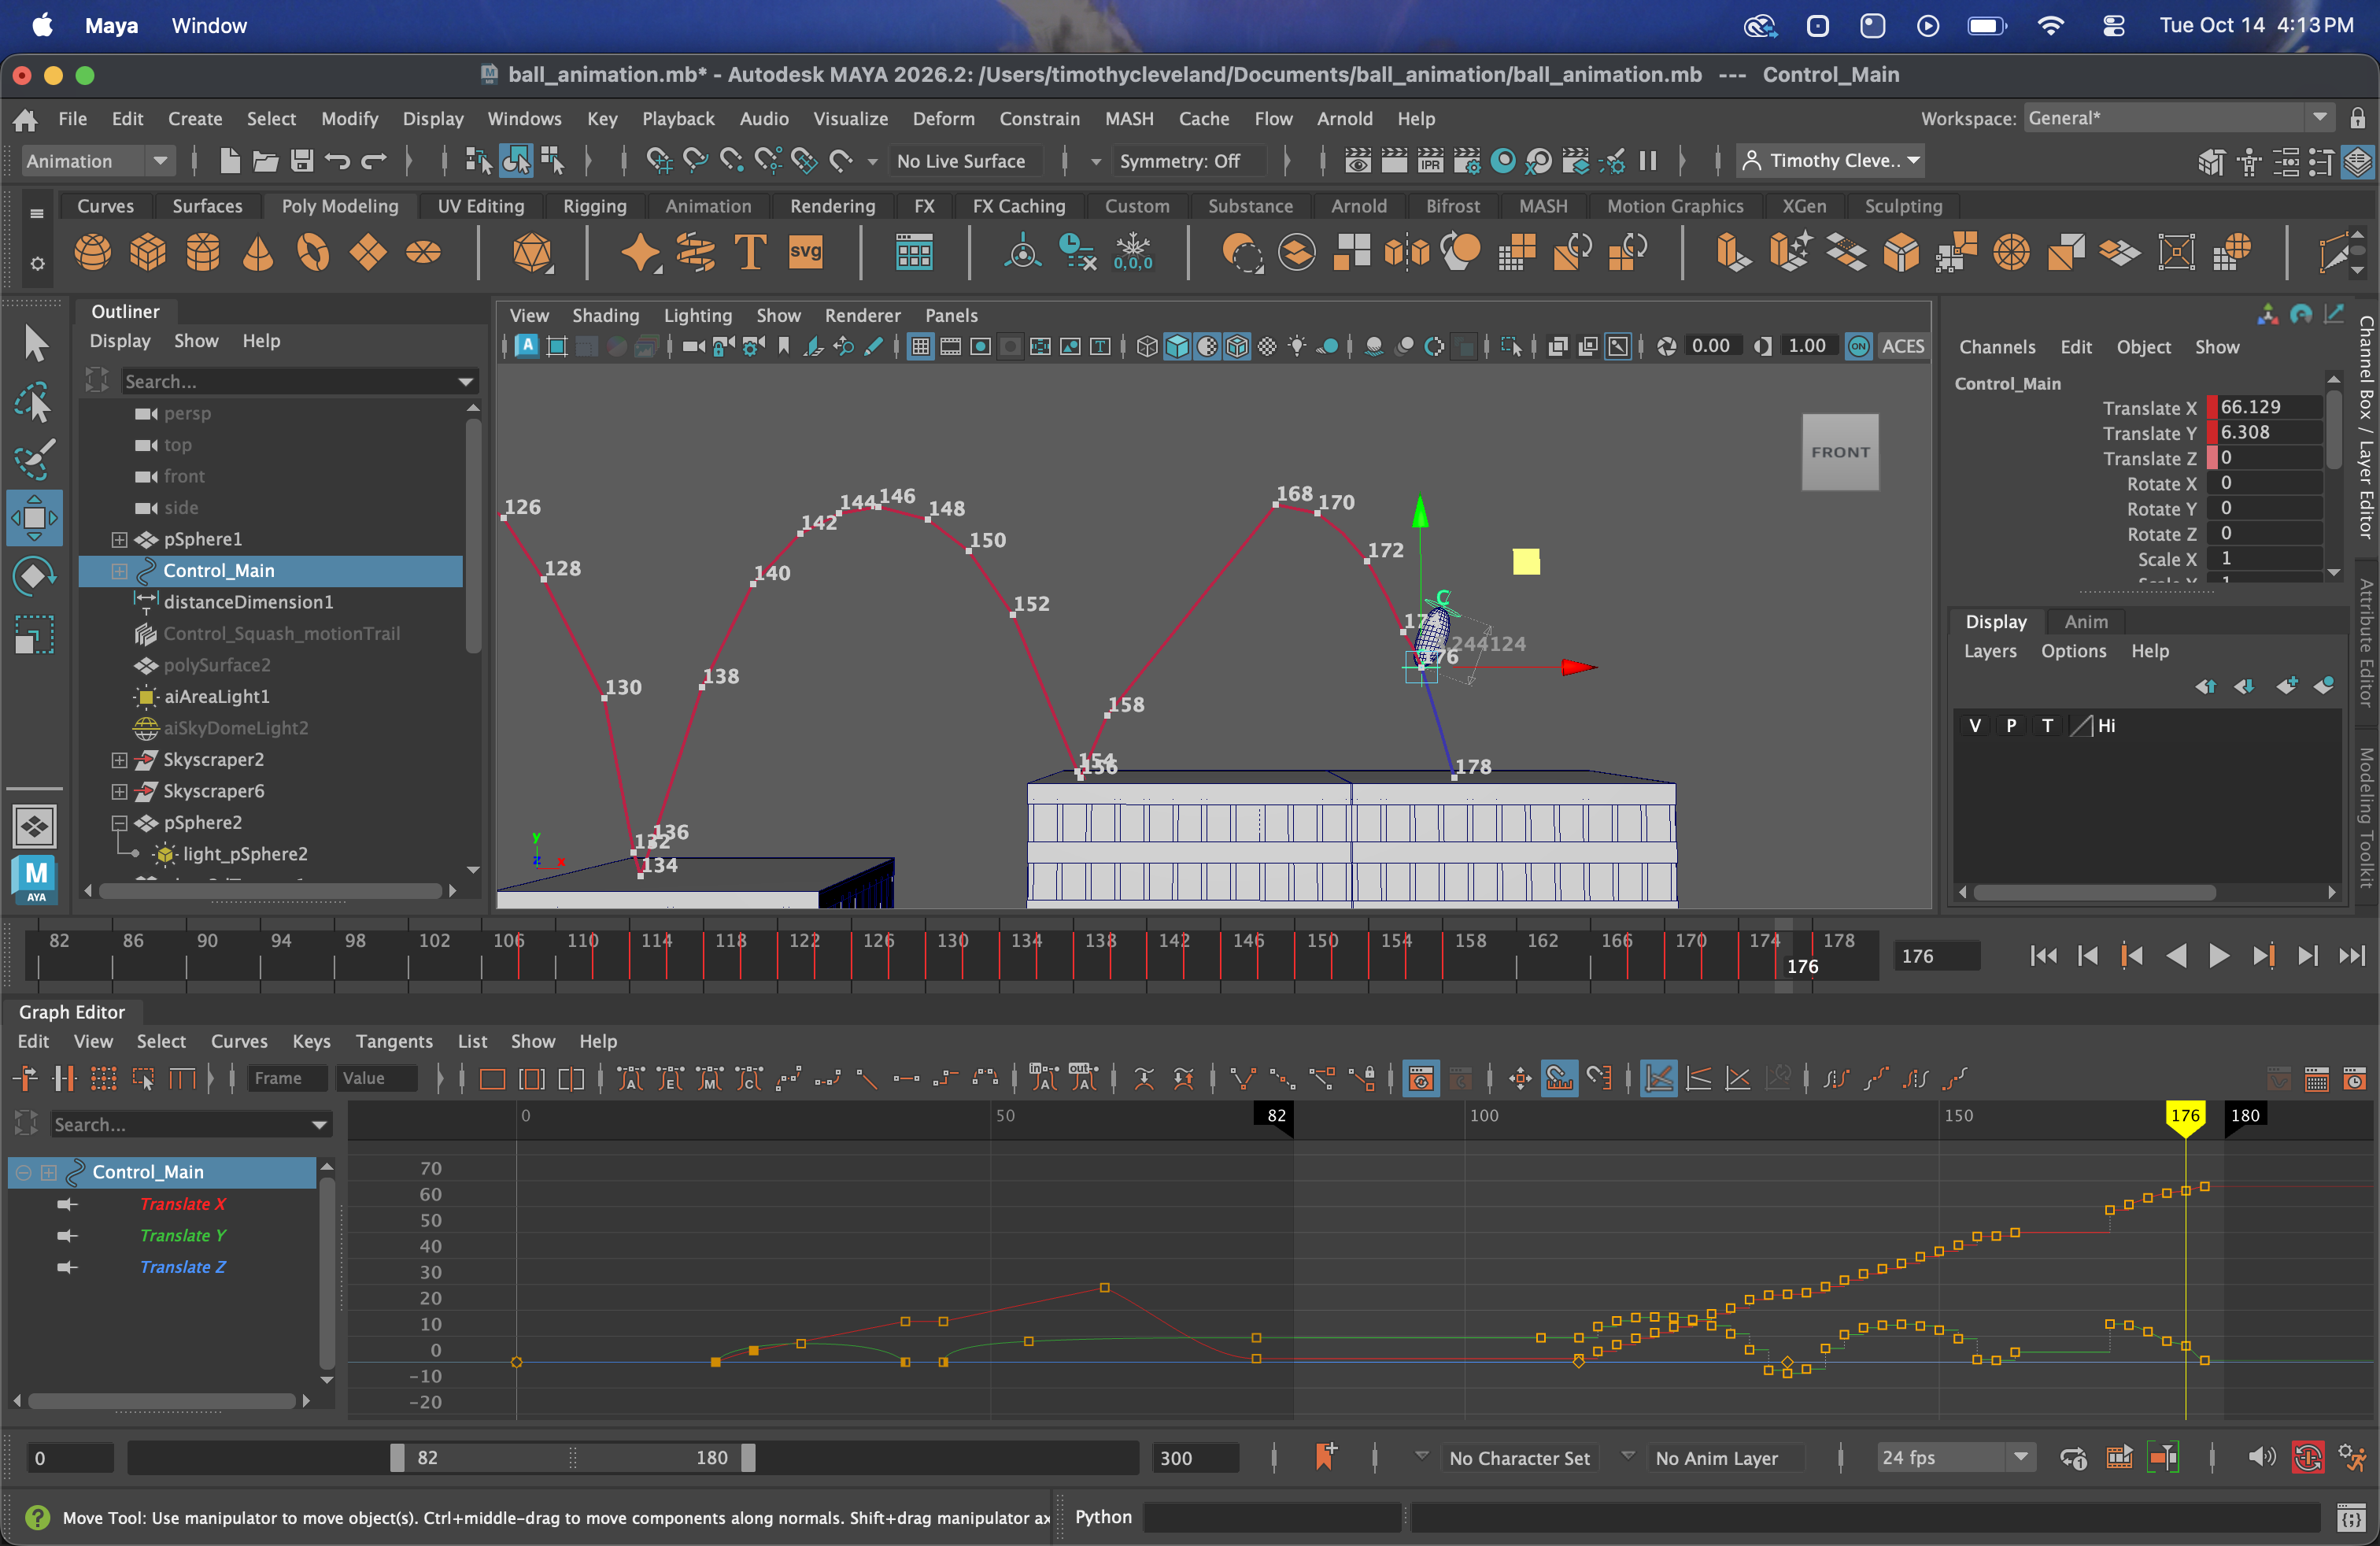 Maya Window Tue Oct 14 4:13 PM
ball_animation.mb* - Autodesk MAYA 2026.2: /Users/timothycleveland/Documents/ball_animation/ball_animation.mb --- Control_Main
File Edit Create Select Modify Display Windows Key Playback Audio Visualize Deform Constrain MASH Cache Flow Arnold Help Workspace: General*
Animation No Live Surface Symmetry: Off IPR Timothy Cleve..
Curves Surfaces Poly Modeling UV Editing Rigging Animation Rendering FX FX Caching Custom Substance Arnold Bifrost MASH Motion Graphics XGen Sculpting
T svg 0,0,0
Outliner
Display Show Help
Search...
persp
top
front
side
pSphere1
Control_Main
distanceDimension1
Control_Squash_motionTrail
polySurface2
aiAreaLight1
aiSkyDomeLight2
Skyscraper2
Skyscraper6
pSphere2
light_pSphere2
M
AYA
View Shading Lighting Show Renderer Panels
0.00 1.00 ON ACES
FRONT
126
128
130
132
134
136
138
140
142
144
146
148
150
152
154
156
158
168
170
172
C
244124
178
y
z x
Channels Edit Object Show
Control_Main
Translate X 66.129
Translate Y 6.308
Translate Z 0
Rotate X 0
Rotate Y 0
Rotate Z 0
Scale X 1
Display Anim
Layers Options Help
V P T Hi
Channel Box / Layer Editor
Attribute Editor
Modeling Toolkit
82 86 90 94 98 102 106 110 114 118 122 126 130 134 138 142 146 150 154 158 162 166 170 174 178
176
176
Graph Editor
Edit View Select Curves Keys Tangents List Show Help
Frame Value
Search...
Control_Main
Translate X
Translate Y
Translate Z
0 50 82 100 150 176 180
70
60
50
40
30
20
10
0
-10
-20
0 82 180 300 No Character Set No Anim Layer 24 fps
Move Tool: Use manipulator to move object(s). Ctrl+middle-drag to move components along normals. Shift+drag manipulator ax
Python